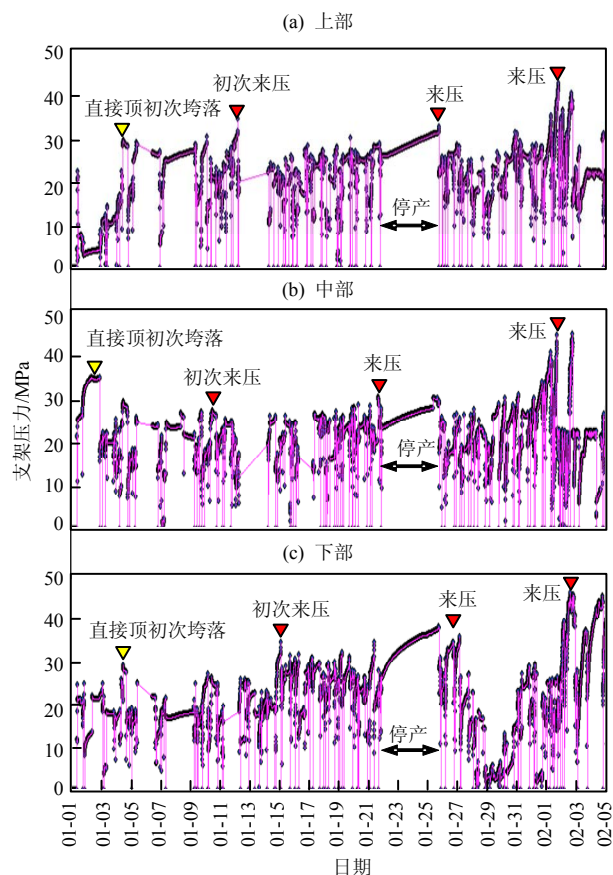 (a) 上部
50
40
30
20
10
0
直接顶初次垮落
初次来压
来压
来压
停产
(b) 中部
50
40
30
20
10
0
直接顶初次垮落
初次来压
来压
来压
停产
支架压力/MPa
(c) 下部
50
40
30
20
10
0
直接顶初次垮落
初次来压
来压
来压
停产
01-01
01-03
01-05
01-07
01-09
01-11
01-13
01-15
01-17
01-19
01-21
01-23
01-25
01-27
01-29
01-31
02-01
02-03
02-05
日期